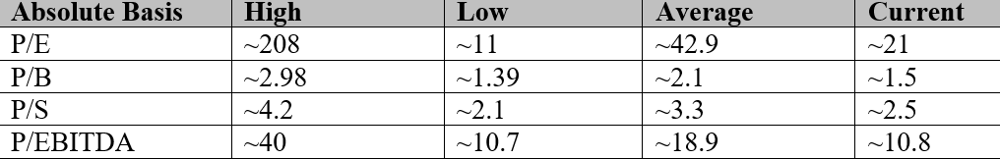 Absolute Basis High Low Average Current
P/E ~208 ~11 ~42.9 ~21
P/B ~2.98 ~1.39 ~2.1 ~1.5
P/S ~4.2 ~2.1 ~3.3 ~2.5
P/EBITDA ~40 ~10.7 ~18.9 ~10.8